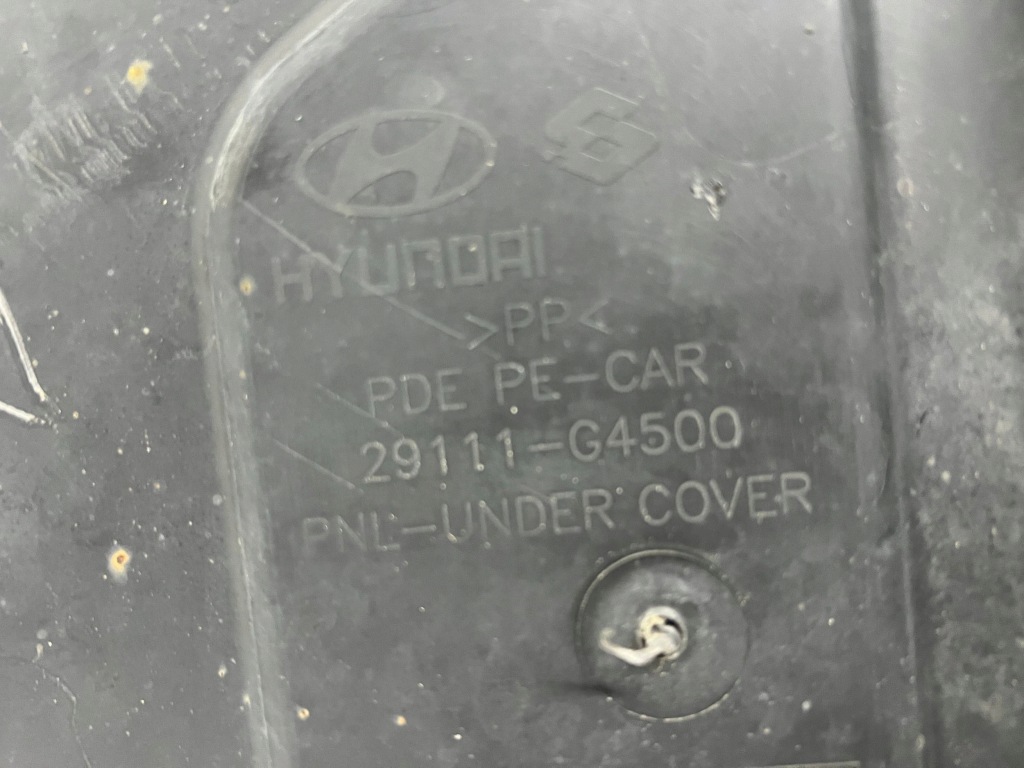 HYUNDAI
>PP<
PDE PE-CAR
29111-G4500
PNL-UNDER COVER